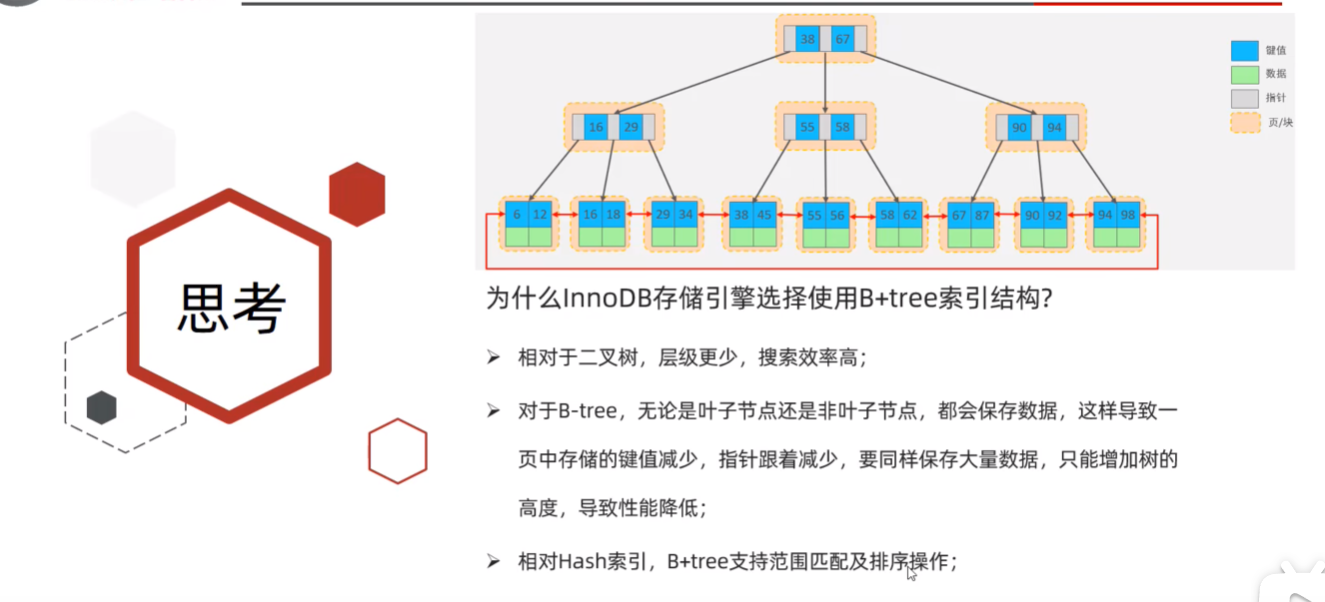 38 67
键值
数据
指针
页/块
16 29 55 58 90 94
6 12 16 18 29 34 38 45 55 56 58 62 67 87 90 92 94 98
思考
为什么InnoDB存储引擎选择使用B+tree索引结构?
相对于二叉树，层级更少，搜索效率高；
对于B-tree，无论是叶子节点还是非叶子节点，都会保存数据，这样导致一
页中存储的键值减少，指针跟着减少，要同样保存大量数据，只能增加树的
高度，导致性能降低；
相对Hash索引，B+tree支持范围匹配及排序操作；